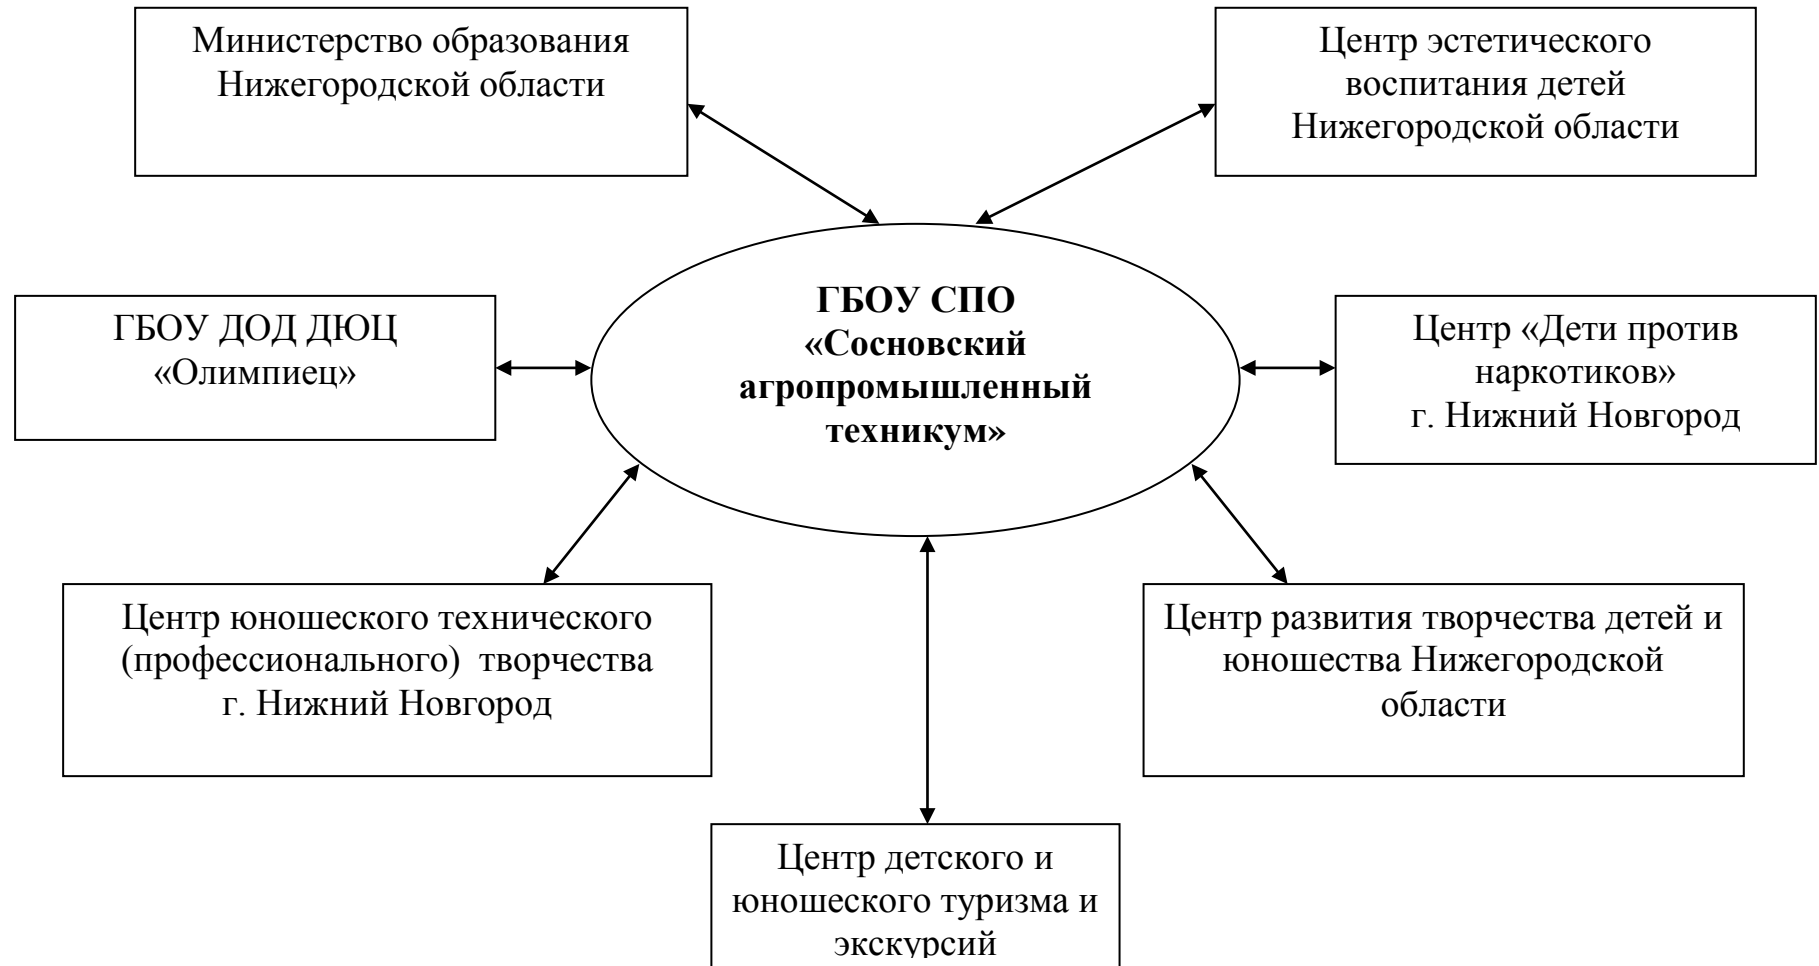 Министерство образования
Нижегородской области
Центр эстетического
воспитания детей
Нижегородской области
ГБОУ ДОД ДЮЦ
«Олимпиец»
ГБОУ СПО
«Сосновский
агропромышленный
техникум»
Центр «Дети против
наркотиков»
г. Нижний Новгород
Центр юношеского технического
(профессионального) творчества
г. Нижний Новгород
Центр развития творчества детей и
юношества Нижегородской
области
Центр детского и
юношеского туризма и
экскурсий